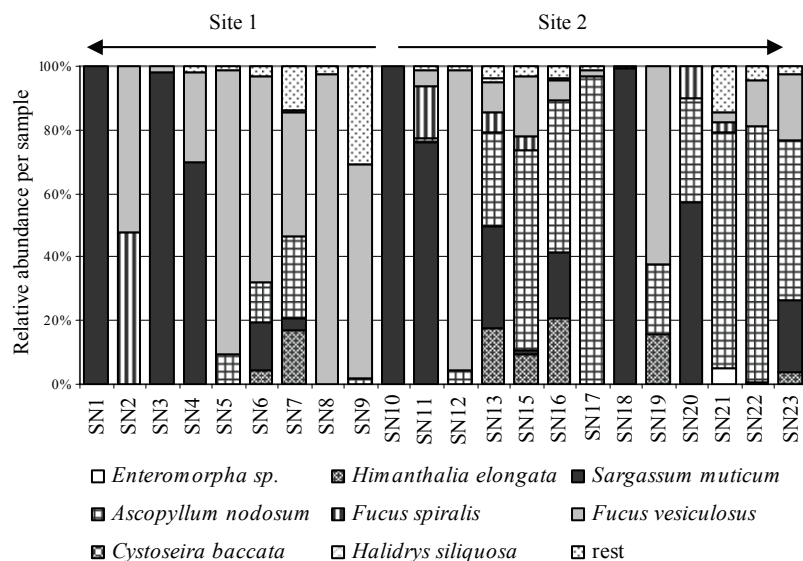 Site 1 Site 2
Relative abundance per sample
100%
80%
60%
40%
20%
0%
SN1 SN2 SN3 SN4 SN5 SN6 SN7 SN8 SN9 SN10 SN11 SN12 SN13 SN15 SN16 SN17 SN18 SN19 SN20 SN21 SN22 SN23
Enteromorpha sp. Himanthalia elongata Sargassum muticum
Ascopyllum nodosum Fucus spiralis Fucus vesiculosus
Cystoseira baccata Halidrys siliquosa rest